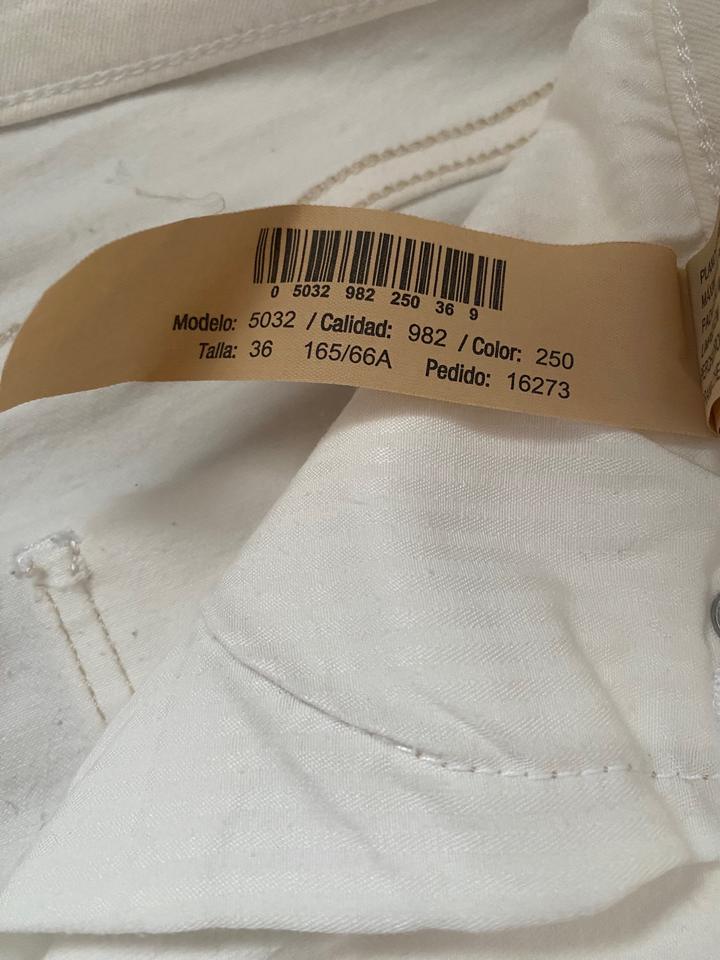 0 5032 982 250 36 9
Modelo: 5032 / Calidad: 982 / Color: 250
Talla: 36 165/66A Pedido: 16273